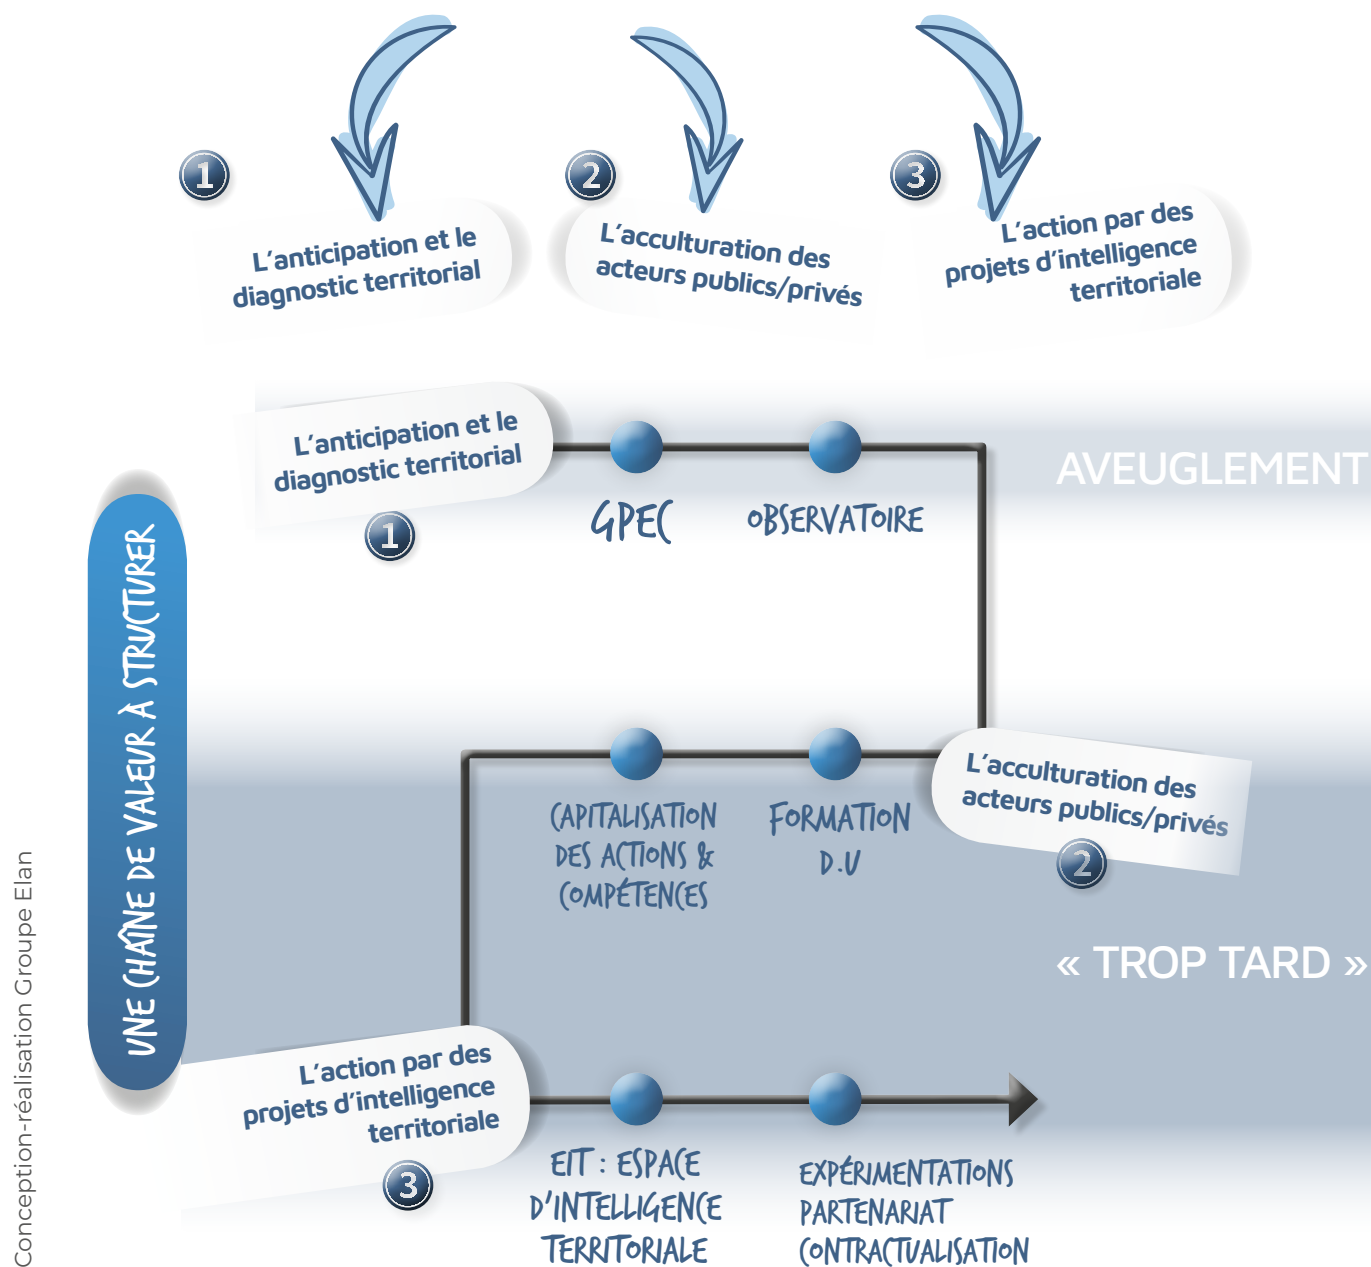 1
L'anticipation et le
diagnostic territorial
2
L'acculturation des
acteurs publics/privés
3
L'action par des
projets d'intelligence
territoriale
L'anticipation et le
diagnostic territorial
1
GPEC
OBSERVATOIRE
AVEUGLEMENT
UNE CHAÎNE DE VALEUR À STRUCTURER
CAPITALISATION
DES ACTIONS &
COMPÉTENCES
FORMATION
D.U
L'acculturation des
acteurs publics/privés
2
« TROP TARD »
L'action par des
projets d'intelligence
territoriale
3
EIT : ESPACE
D'INTELLIGENCE
TERRITORIALE
EXPÉRIMENTATIONS
PARTENARIAT
CONTRACTUALISATION
Conception-réalisation Groupe Elan